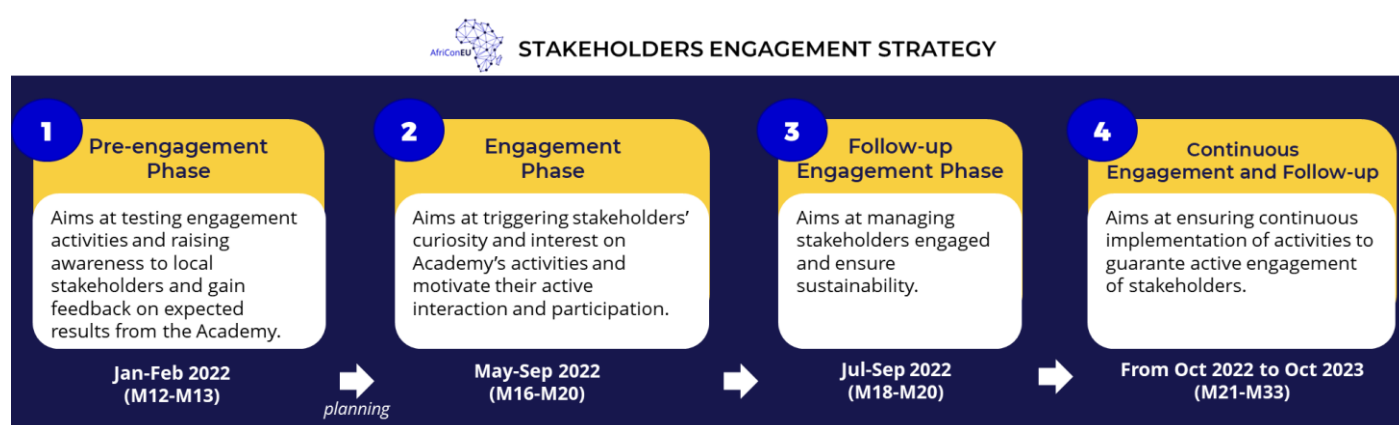 AfriConEU
STAKEHOLDERS ENGAGEMENT STRATEGY
1
Pre-engagement
Phase
Aims at testing engagement
activities and raising
awareness to local
stakeholders and gain
feedback on expected
results from the Academy.
Jan-Feb 2022
(M12-M13)
planning
2
Engagement
Phase
Aims at triggering stakeholders’
curiosity and interest on
Academy’s activities and
motivate their active
interaction and participation.
May-Sep 2022
(M16-M20)
3
Follow-up
Engagement Phase
Aims at managing
stakeholders engaged
and ensure
sustainability.
Jul-Sep 2022
(M18-M20)
4
Continuous
Engagement and Follow-up
Aims at ensuring continuous
implementation of activities to
guarante active engagement
of stakeholders.
From Oct 2022 to Oct 2023
(M21-M33)